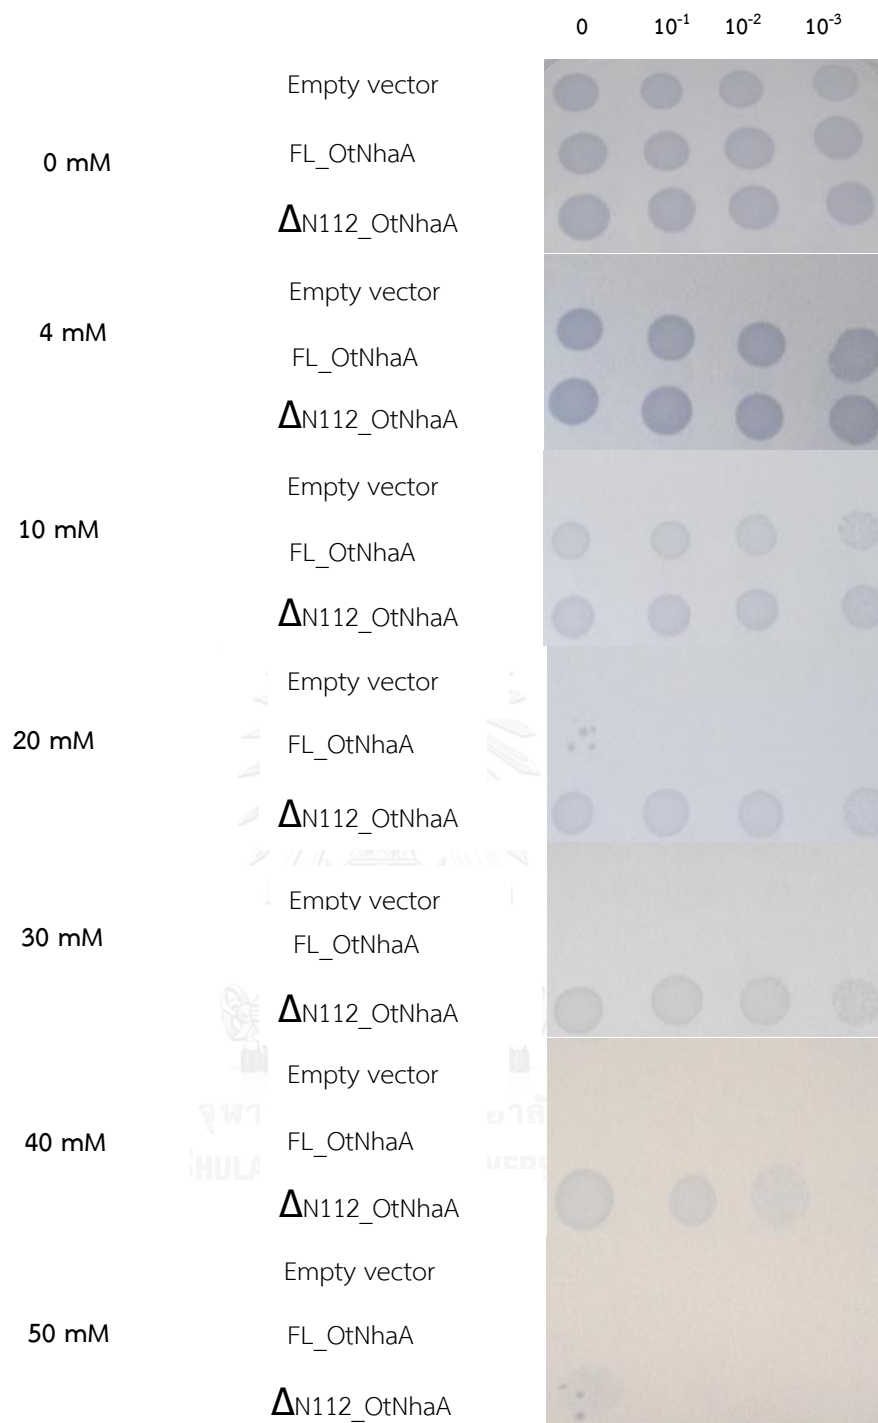 0 10⁻¹ 10⁻² 10⁻³
Empty vector
0 mM FL_OtNhaA
ΔN112_OtNhaA
Empty vector
4 mM FL_OtNhaA
ΔN112_OtNhaA
Empty vector
10 mM FL_OtNhaA
ΔN112_OtNhaA
Empty vector
20 mM FL_OtNhaA
ΔN112_OtNhaA
Empty vector
30 mM FL_OtNhaA
ΔN112_OtNhaA
Empty vector
40 mM FL_OtNhaA
ΔN112_OtNhaA
Empty vector
50 mM FL_OtNhaA
ΔN112_OtNhaA